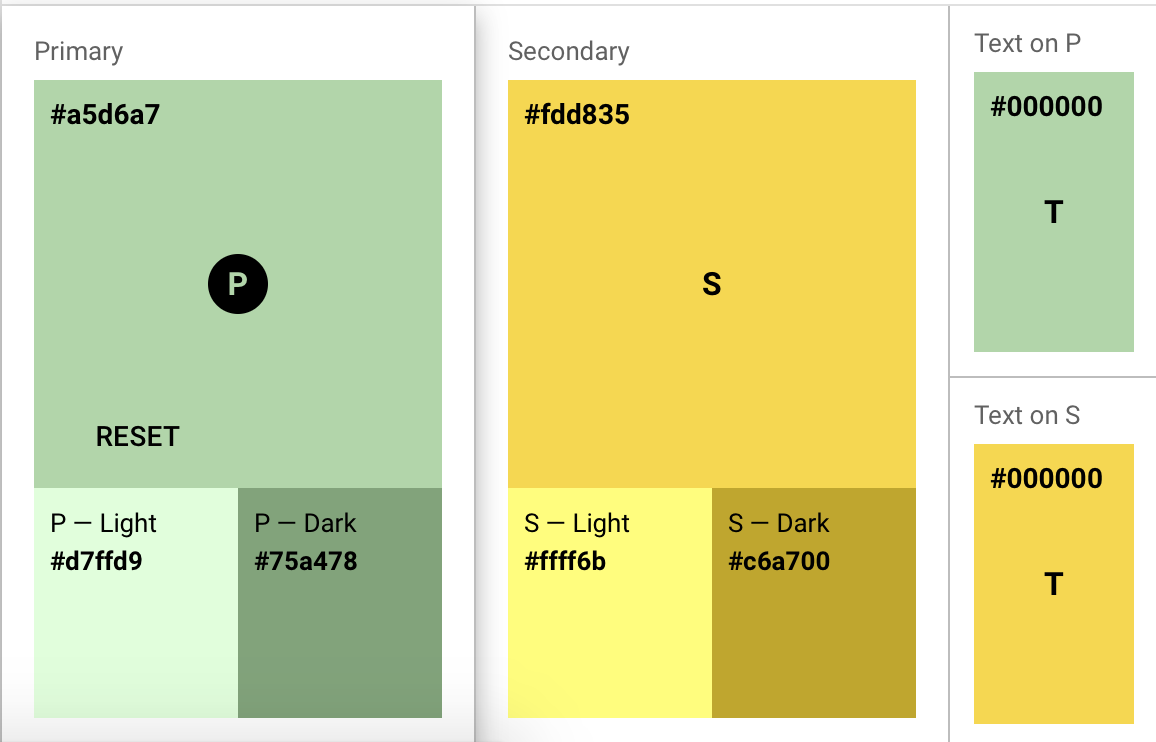 Primary
#a5d6a7
P
RESET
P — Light
#d7ffd9
P — Dark
#75a478
Secondary
#fdd835
S
S — Light
#ffff6b
S — Dark
#c6a700
Text on P
#000000
T
Text on S
#000000
T